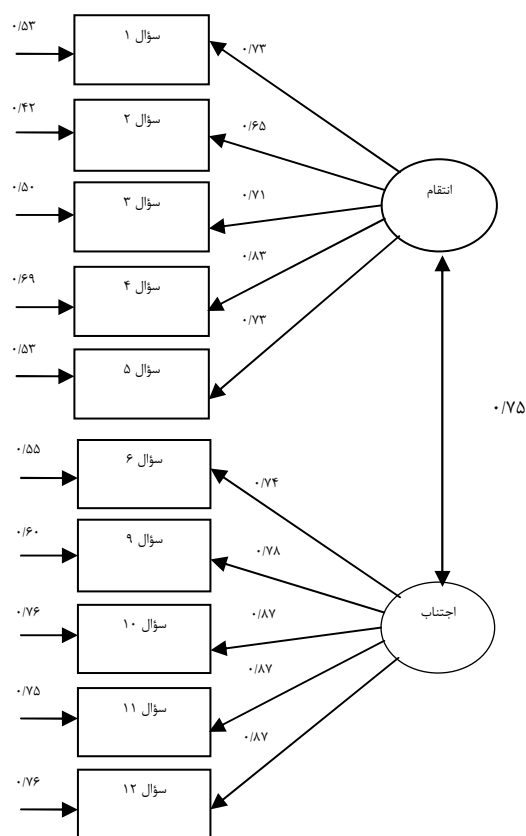 ۰/۵۳
سؤال ۱
۰/۷۳
۰/۴۲
سؤال ۲
۰/۶۵
۰/۵۰
سؤال ۳
۰/۷۱
انتقام
۰/۶۹
سؤال ۴
۰/۸۳
۰/۵۳
سؤال ۵
۰/۷۳
۰/۷۵
۰/۵۵
سؤال ۶
۰/۷۴
۰/۶۰
سؤال ۹
۰/۷۸
۰/۷۶
سؤال ۱۰
۰/۸۷
اجتناب
۰/۷۵
سؤال ۱۱
۰/۸۷
۰/۷۶
سؤال ۱۲
۰/۸۷